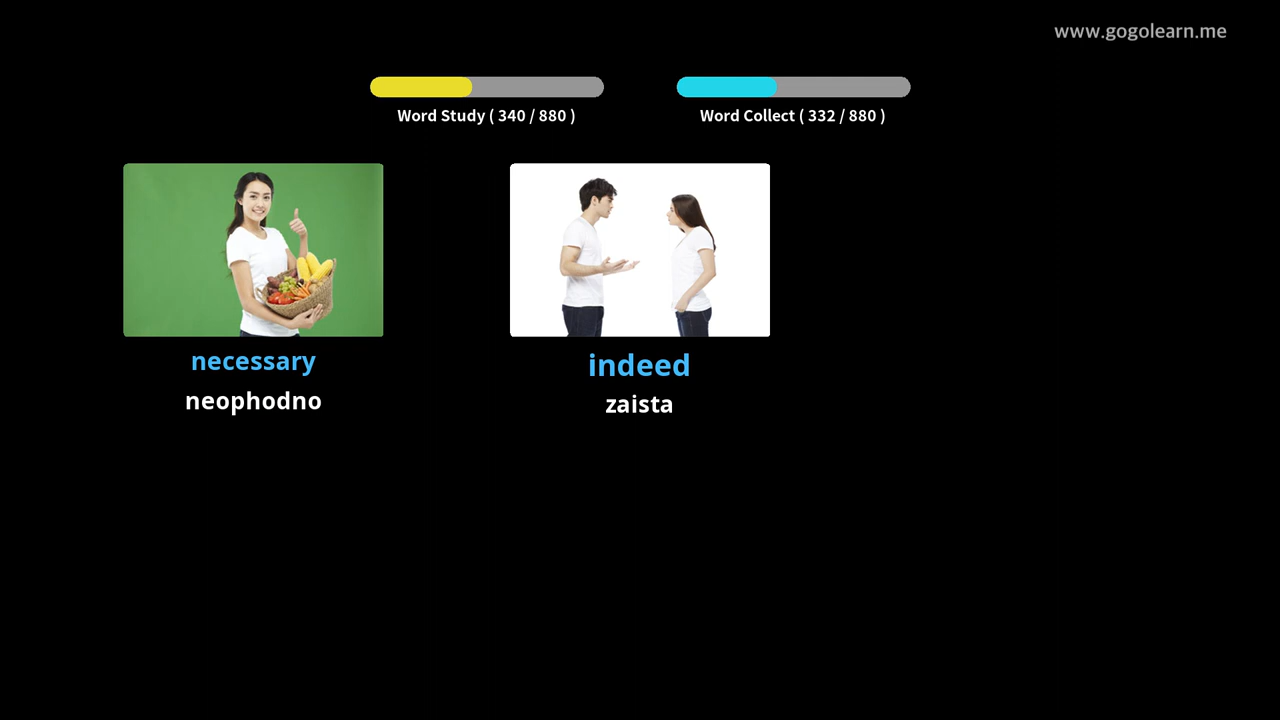 www.gogolearn.me
Word Study ( 340 / 880 )
Word Collect ( 332 / 880 )
necessary
neophodno
indeed
zaista